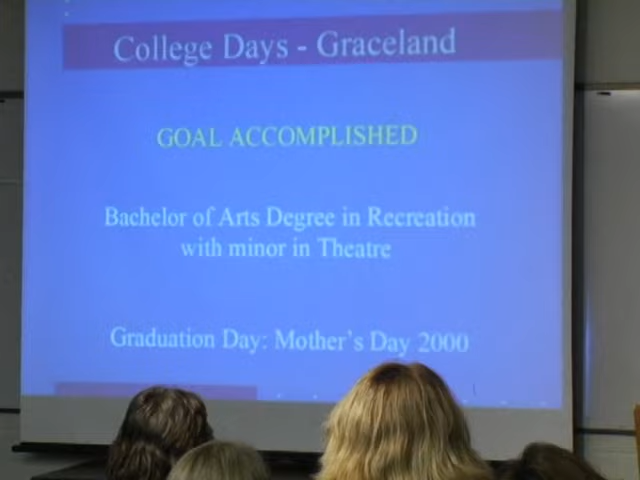 College Days - Graceland
GOAL ACCOMPLISHED
Bachelor of Arts Degree in Recreation
with minor in Theatre
Graduation Day: Mother's Day 2000